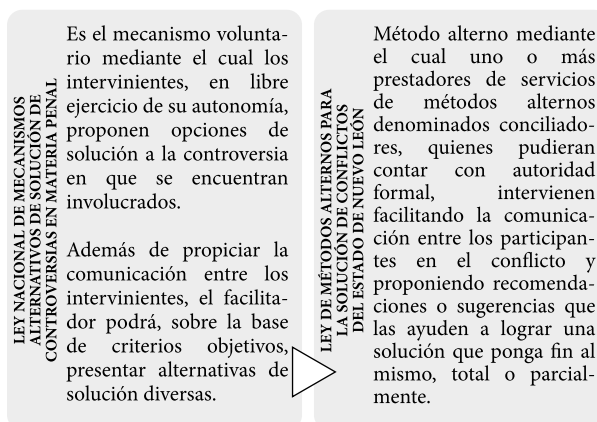 LEY NACIONAL DE MECANISMOS
ALTERNATIVOS DE SOLUCIÓN DE
CONTROVERSIAS EN MATERIA PENAL
Es el mecanismo volunta-
rio mediante el cual los
intervinientes, en libre
ejercicio de su autonomía,
proponen opciones de
solución a la controversia
en que se encuentran
involucrados.
Además de propiciar la
comunicación entre los
intervinientes, el facilita-
dor podrá, sobre la base
de criterios objetivos,
presentar alternativas de
solución diversas.
LEY DE MÉTODOS ALTERNOS PARA
LA SOLUCIÓN DE CONFLICTOS
DEL ESTADO DE NUEVO LEÓN
Método alterno mediante
el cual uno o más
prestadores de servicios
de métodos alternos
denominados conciliado-
res, quienes pudieran
contar con autoridad
formal, intervienen
facilitando la comunica-
ción entre los participan-
tes en el conflicto y
proponiendo recomenda-
ciones o sugerencias que
las ayuden a lograr una
solución que ponga fin al
mismo, total o parcial-
mente.